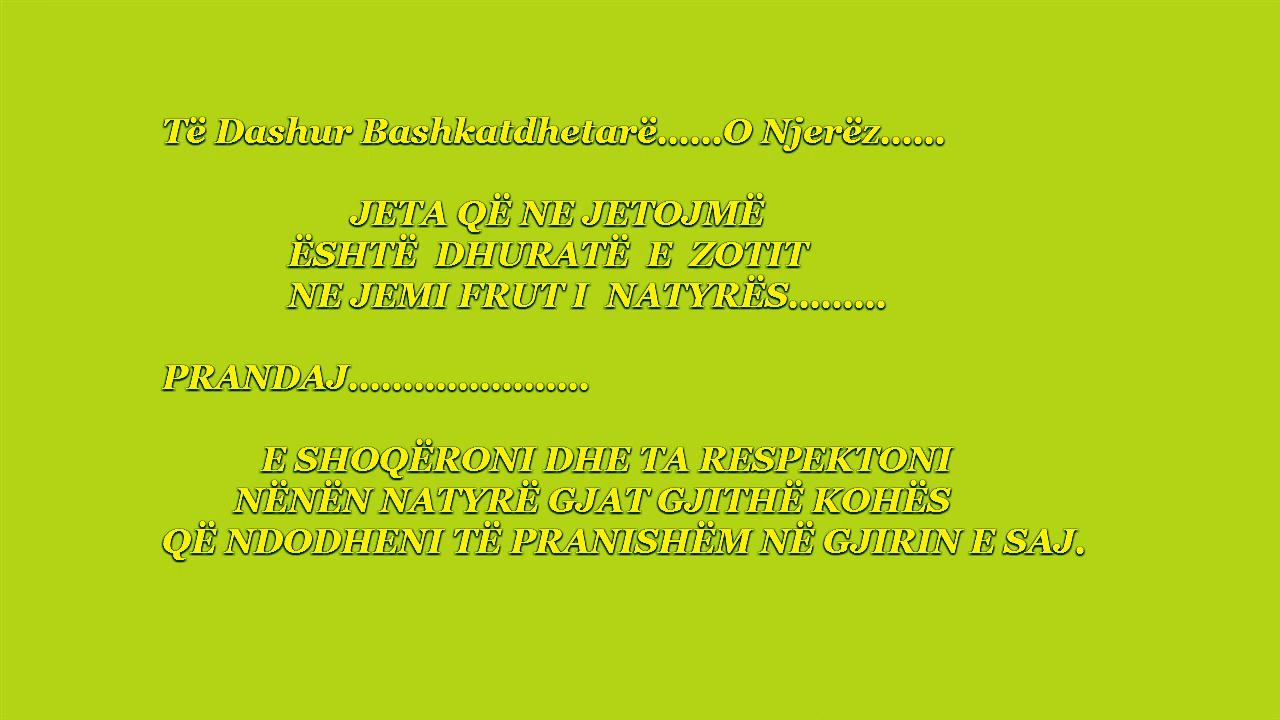 Të Dashur Bashkatdhetarë......O Njerëz......
JETA QË NE JETOJMË
ËSHTË DHURATË E ZOTIT
NE JEMI FRUT I NATYRËS.........
PRANDAJ......................
E SHOQËRONI DHE TA RESPEKTONI
NËNËN NATYRË GJAT GJITHË KOHËS
QË NDODHENI TË PRANISHËM NË GJIRIN E SAJ.